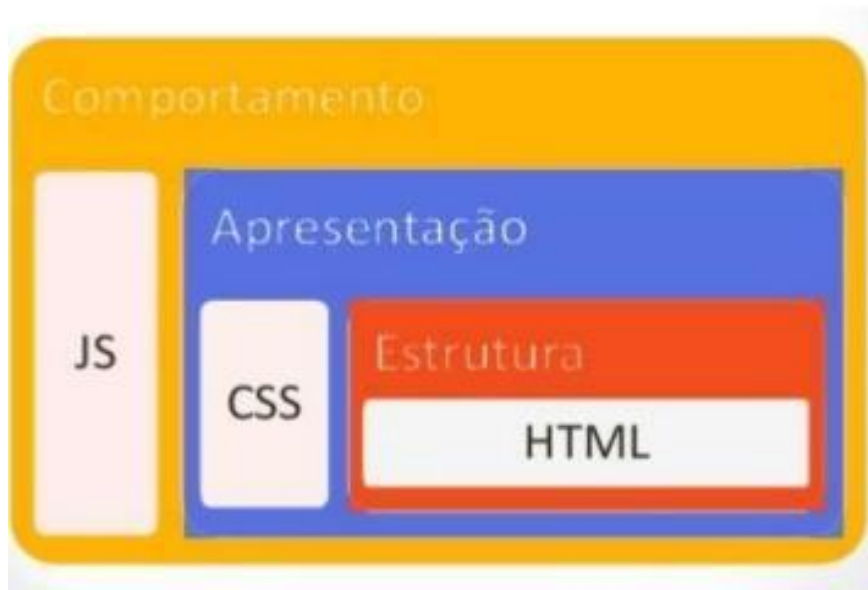 Comportamento
JS
Apresentação
CSS
Estrutura
HTML